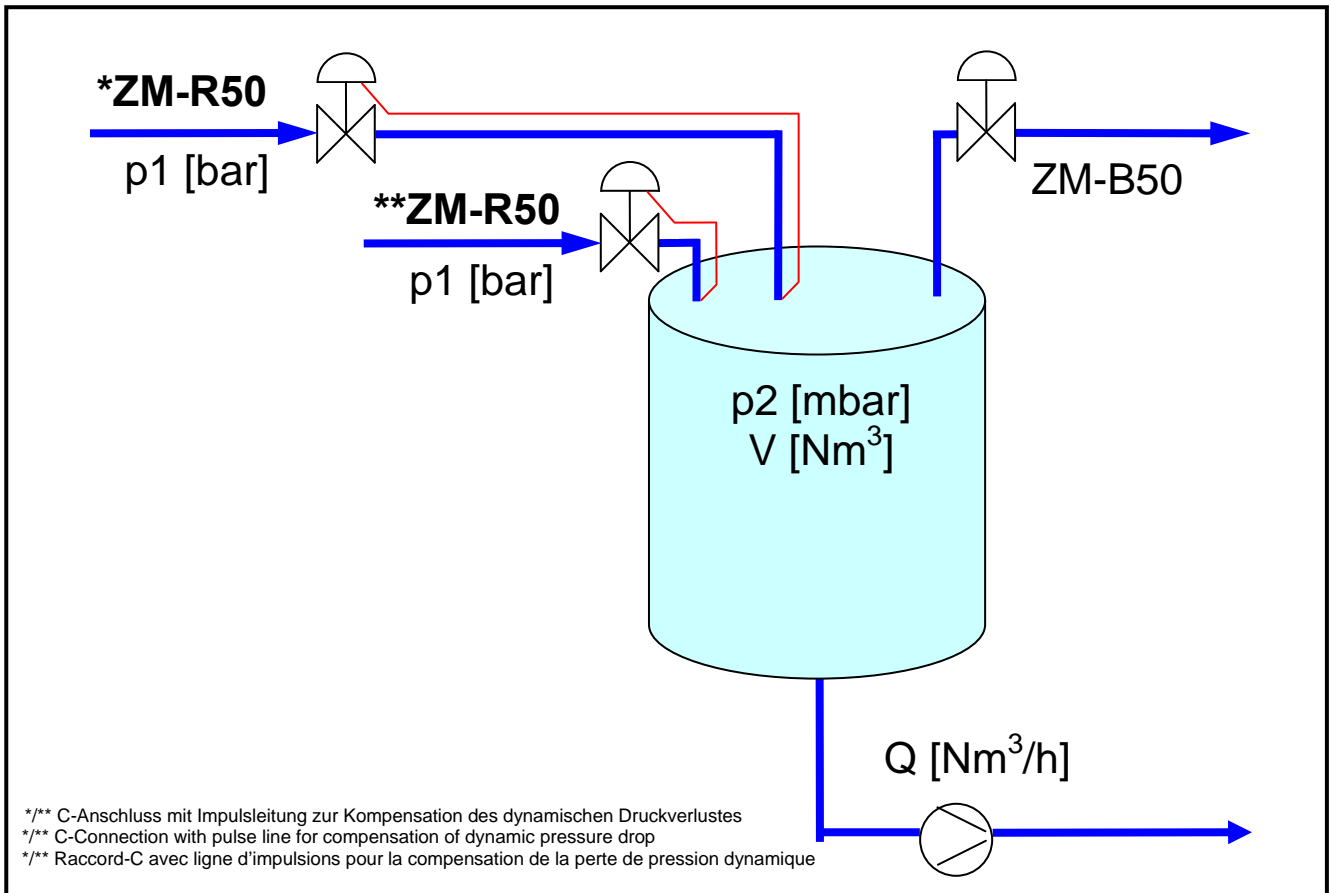 *ZM-R50
p1 [bar]
**ZM-R50
p1 [bar]
ZM-B50
p2 [mbar]
V [Nm³]
Q [Nm³/h]
*/** C-Anschluss mit Impulsleitung zur Kompensation des dynamischen Druckverlustes
*/** C-Connection with pulse line for compensation of dynamic pressure drop
*/** Raccord-C avec ligne d'impulsions pour la compensation de la perte de pression dynamique